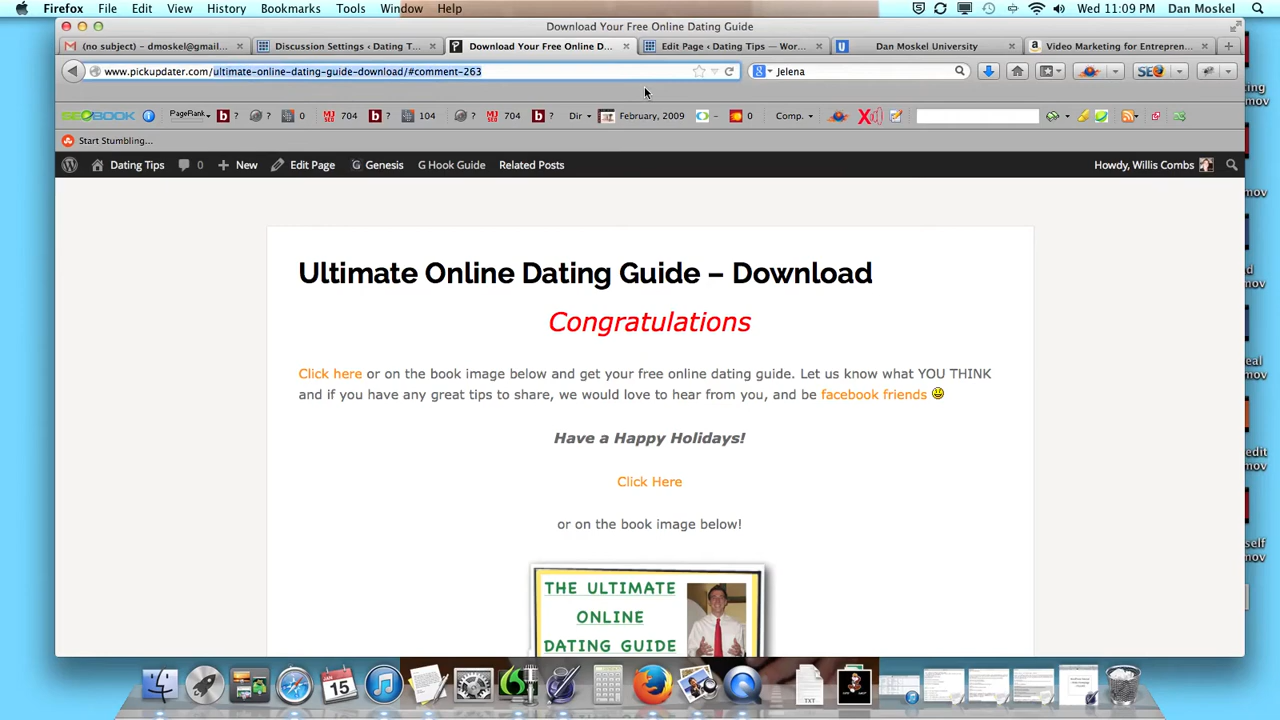 Firefox File Edit View History Bookmarks Tools Window Help Wed 11:09 PM Dan Moskel
Download Your Free Online Dating Guide
(no subject) - dmoskel@gmail... Discussion Settings ‹ Dating T... Download Your Free Online D... Edit Page ‹ Dating Tips — Wor... Dan Moskel University Video Marketing for Entrepren...
www.pickupdater.com/ultimate-online-dating-guide-download/#comment-263 Jelena SEO
SEOBOOK PageRank ? ? 0 704 ? 104 ? 704 ? Dir February, 2009 - 0 Comp.
Start Stumbling...
Dating Tips 0 + New Edit Page Genesis G Hook Guide Related Posts Howdy, Willis Combs
Ultimate Online Dating Guide – Download
Congratulations
Click here or on the book image below and get your free online dating guide. Let us know what YOU THINK
and if you have any great tips to share, we would love to hear from you, and be facebook friends
Have a Happy Holidays!
Click Here
or on the book image below!
THE ULTIMATE
ONLINE
DATING GUIDE
JAN
15
TXT